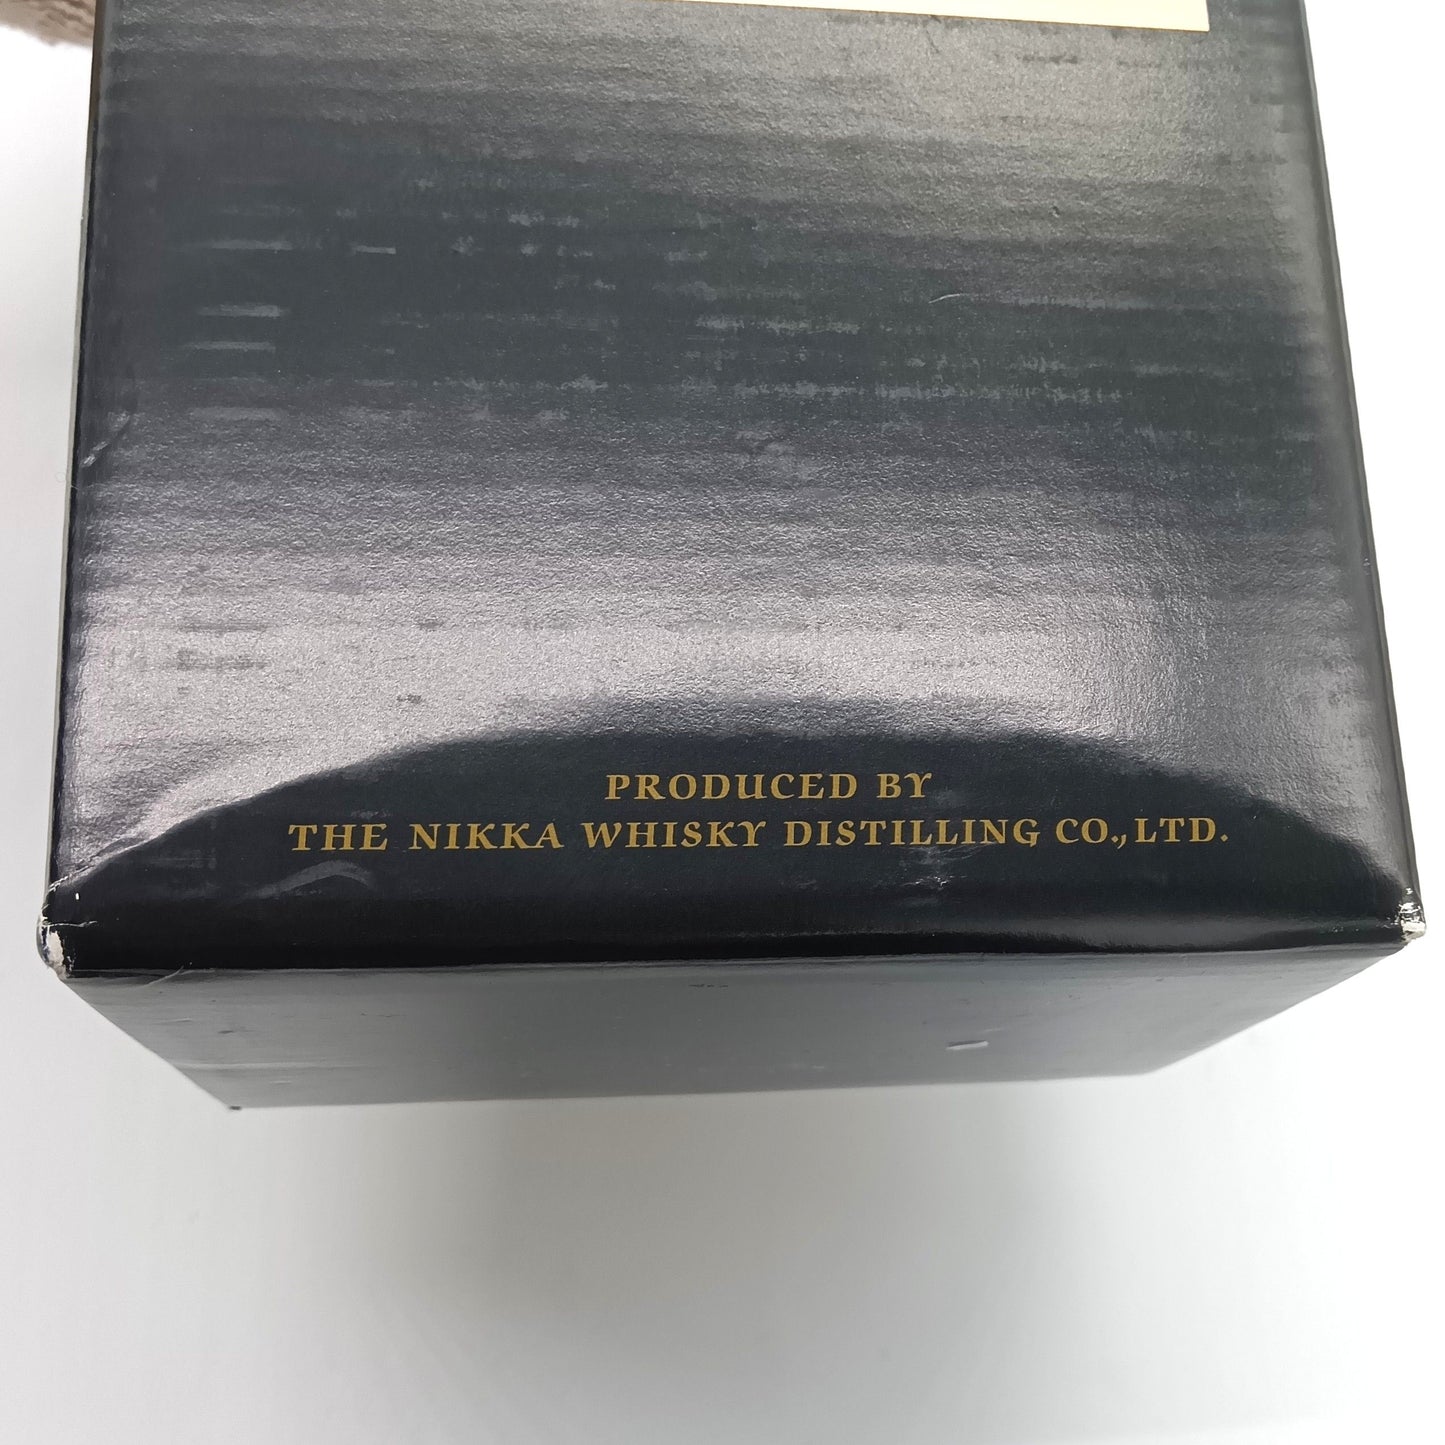 PRODUCED BY
THE NIKKA WHISKY DISTILLING CO.,LTD.